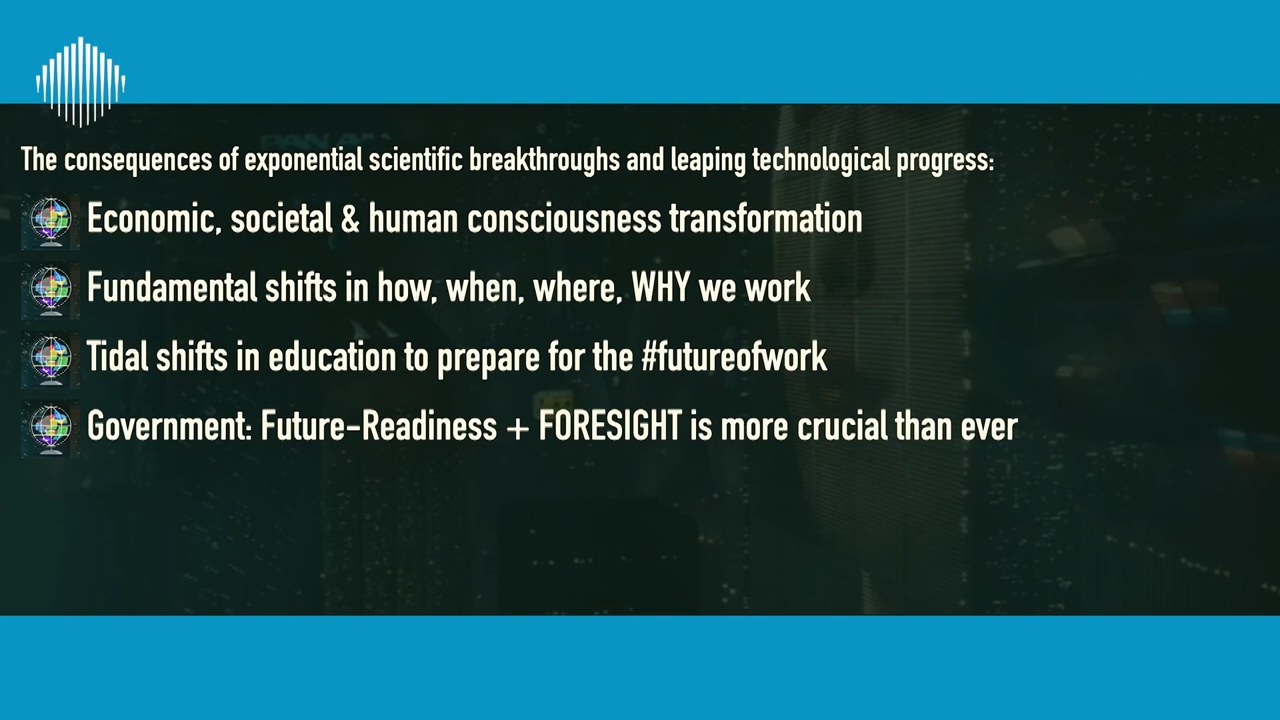 The consequences of exponential scientific breakthroughs and leaping technological progress:
Economic, societal & human consciousness transformation
Fundamental shifts in how, when, where, WHY we work
Tidal shifts in education to prepare for the #futureofwork
Government: Future-Readiness + FORESIGHT is more crucial than ever